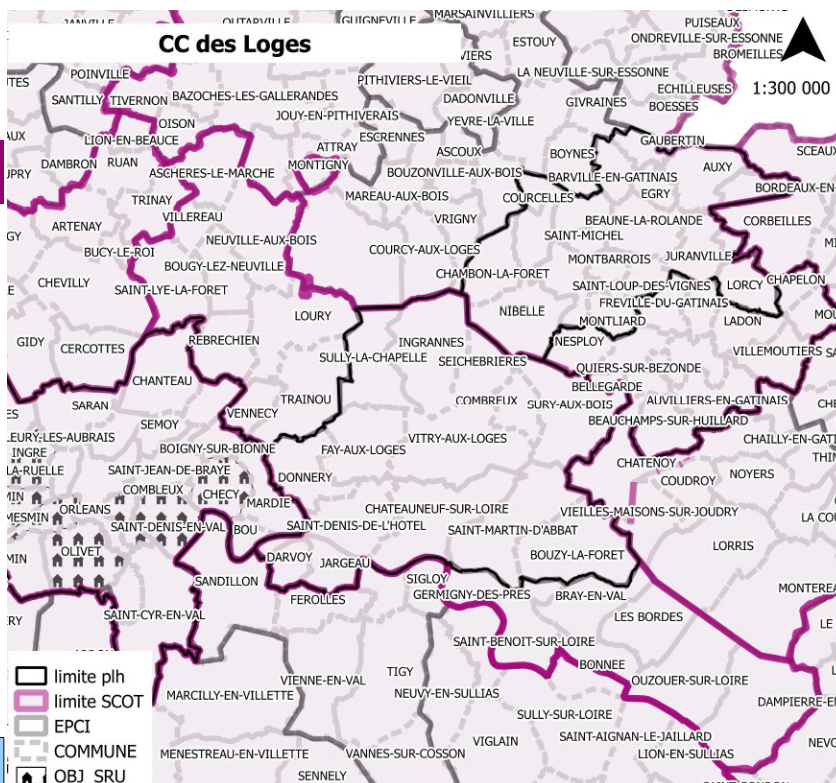 JANVILLE OUTARVILLE GUIGNEVILLE MARSAINVILLIERS
PUISEAUX
CC des Loges
ESTOUY ONDREVILLE-SUR-ESSONNE
BROMEILLES
POINVILLE PITHIVIERS-LE-VIEIL LA NEUVILLE-SUR-ESSONNE
1:300 000
SANTILLY TIVERNON BAZOCHES-LES-GALLERANDES DADONVILLE GIVRAINES ECHILLEUSES
BOESSES
OISON JOUY-EN-PITHIVERAIS YEVRE-LA-VILLE
LION-EN-BEAUCE ESCRENNES GAUBERTIN
ATTRAY ASCOUX BOYNES SCEAUX
DAMBRON RUAN MONTIGNY AUXY
ASCHERES-LE-MARCHE BOUZONVILLE-AUX-BOIS BARVILLE-EN-GATINAIS
MAREAU-AUX-BOIS COURCELLES EGRY BORDEAUX-EN-
TRINAY
VILLEREAU VRIGNY BEAUNE-LA-ROLANDE CORBEILLES
ARTENAY SAINT-MICHEL
NEUVILLE-AUX-BOIS
BUCY-LE-ROI COURCY-AUX-LOGES MONTBARROIS JURANVILLE
BOUGY-LEZ-NEUVILLE CHAMBON-LA-FORET
CHEVILLY SAINT-LYE-LA-FORET SAINT-LOUP-DES-VIGNES LORCY CHAPELON
FREVILLE-DU-GATINAIS
LOURY NIBELLE MONTLIARD LADON
GIDY CERCOTTES REBRECHIEN INGRANNES NESPLOY
SULLY-LA-CHAPELLE SEICHEBRIERES VILLEMOUTIERS
CHANTEAU QUIERS-SUR-BEZONDE
BELLEGARDE
SARAN TRAINOU COMBREUX SURY-AUX-BOIS AUVILLIERS-EN-GATINAIS
VENNECY BEAUCHAMPS-SUR-HUILLARD
SEMOY
FLEURY-LES-AUBRAIS BOIGNY-SUR-BIONNE FAY-AUX-LOGES VITRY-AUX-LOGES CHAILLY-EN-GATI
INGRE
LA-RUELLE SAINT-JEAN-DE-BRAYE DONNERY CHATENOY NOYERS
COMBLEUX CHECY COUDROY
ORLEANS MARDIE
CHATEAUNEUF-SUR-LOIRE VIEILLES-MAISONS-SUR-JOUDRY
SAINT-DENIS-EN-VAL BOU SAINT-DENIS-DE-L'HOTEL SAINT-MARTIN-D'ABBAT
LORRIS
OLIVET DARVOY JARGEAU BOUZY-LA-FORET
SANDILLON SIGLOY
FEROLLES GERMIGNY-DES-PRES BRAY-EN-VAL MONTEREA
SAINT-CYR-EN-VAL LES BORDES
SAINT-BENOIT-SUR-LOIRE
limite plh BONNEE
limite SCOT VIENNE-EN-VAL TIGY OUZOUER-SUR-LOIRE
MARCILLY-EN-VILLETTE NEUVY-EN-SULLIAS DAMPIERRE-EN
EPCI SULLY-SUR-LOIRE
COMMUNE VIGLAIN SAINT-AIGNAN-LE-JAILLARD
MENESTREAU-EN-VILLETTE VANNES-SUR-COSSON LION-EN-SULLIAS
OBJ_SRU SENNELY